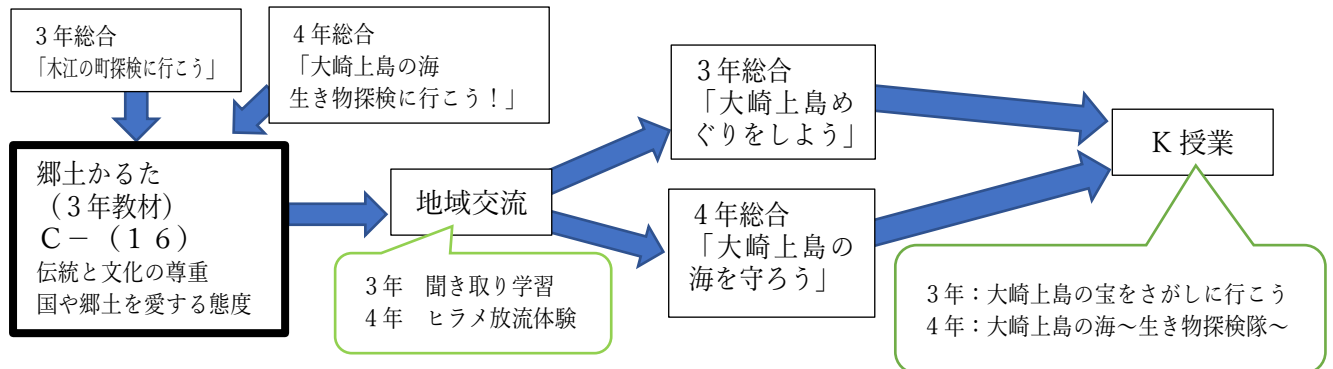 ３年総合
「木江の町探検に行こう」
４年総合
「大崎上島の海
生き物探検に行こう！」
郷土かるた
（３年教材）
Ｃ－（１６）
伝統と文化の尊重
国や郷土を愛する態度
地域交流
３年　聞き取り学習
４年　ヒラメ放流体験
３年総合
「大崎上島め
ぐりをしよう」
４年総合
「大崎上島の
海を守ろう」
Ｋ授業
３年：大崎上島の宝をさがしに行こう
４年：大崎上島の海～生き物探検隊～